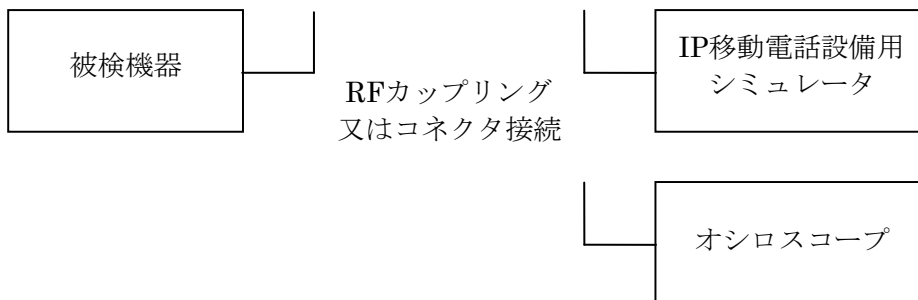 被検機器
RFカップリング
又はコネクタ接続
IP移動電話設備用
シミュレータ
オシロスコープ